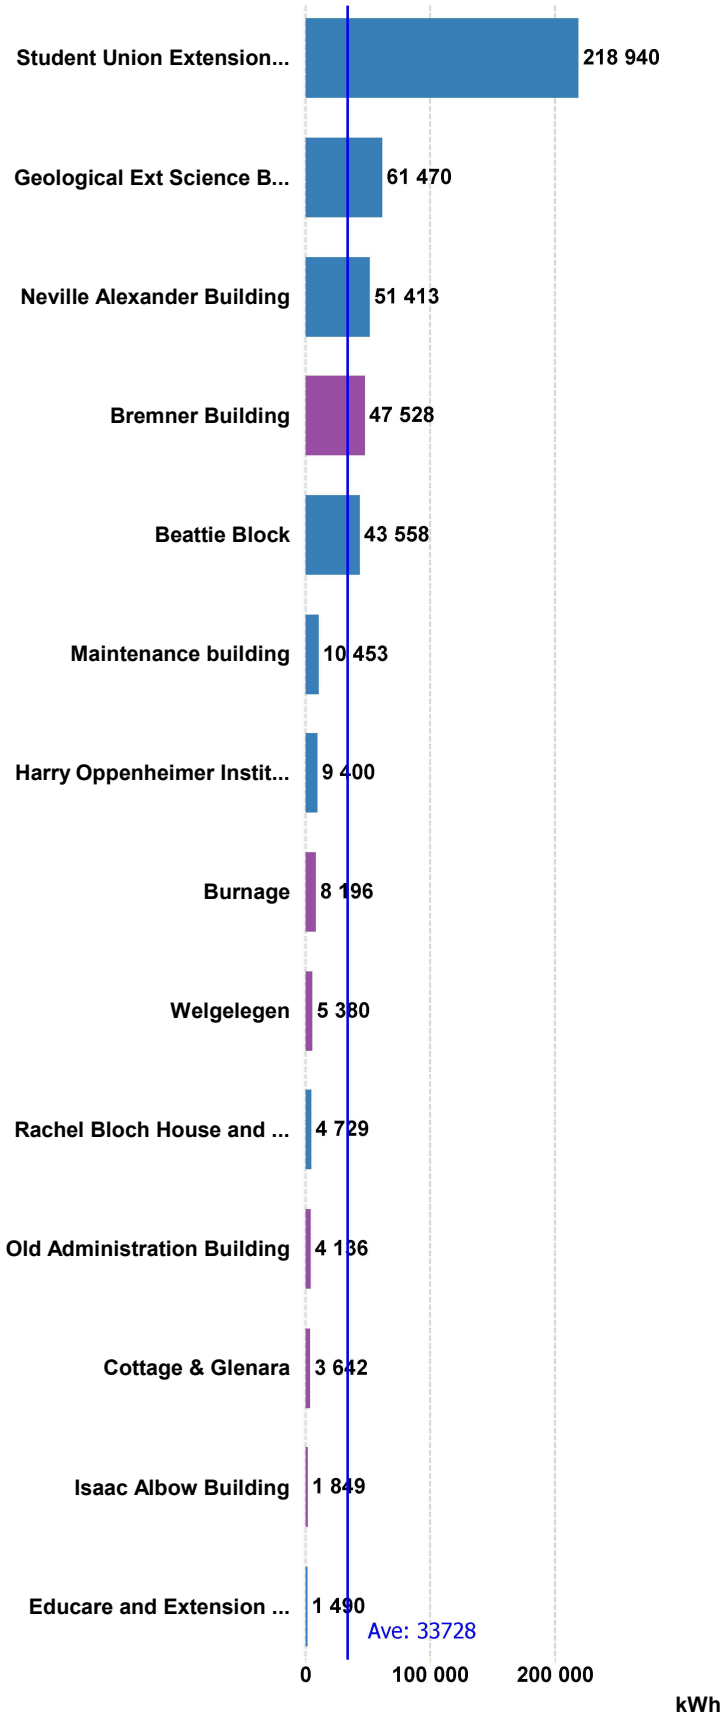 Student Union Extension... 218 940
Geological Ext Science B... 61 470
Neville Alexander Building 51 413
Bremner Building 47 528
Beattie Block 43 558
Maintenance building 10 453
Harry Oppenheimer Instit... 9 400
Burnage 8 196
Welgelegen 5 380
Rachel Bloch House and ... 4 729
Old Administration Building 4 136
Cottage & Glenara 3 642
Isaac Albow Building 1 849
Educare and Extension ... 1 490
Ave: 33728
0 100 000 200 000
kWh